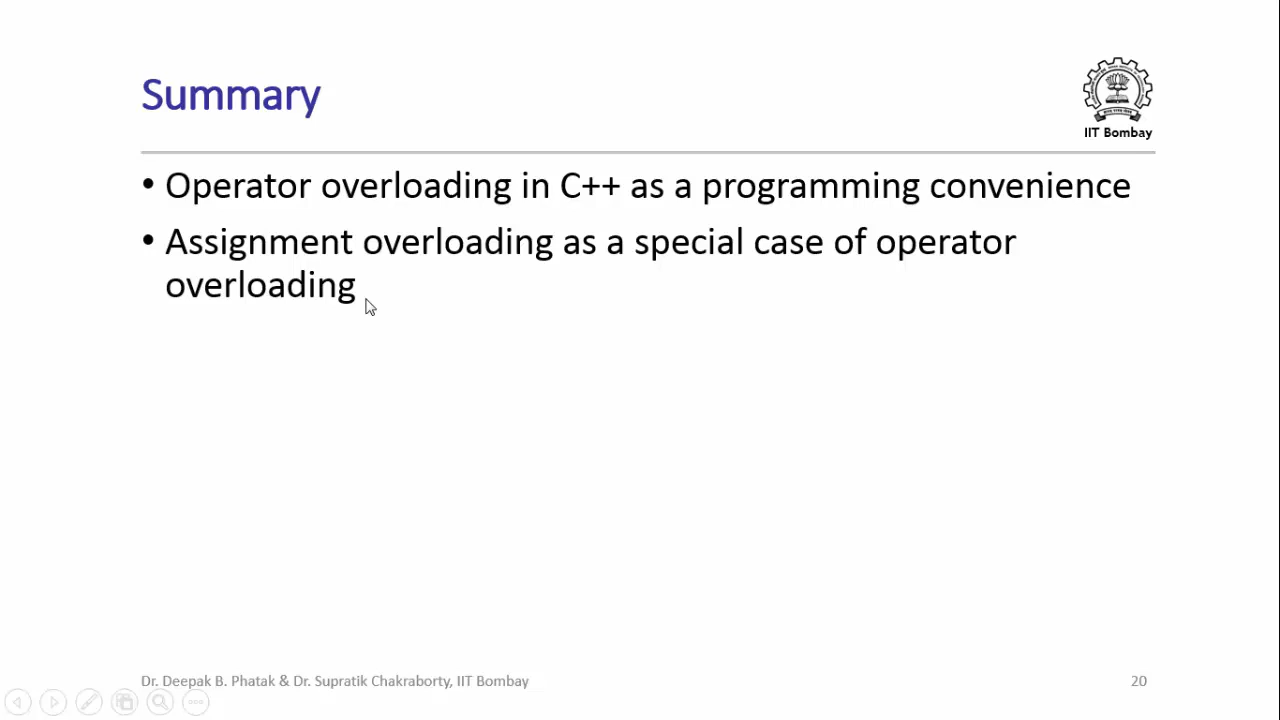 Summary
IIT Bombay
• Operator overloading in C++ as a programming convenience
• Assignment overloading as a special case of operator
overloading
Dr. Deepak B. Phatak & Dr. Supratik Chakraborty, IIT Bombay
20